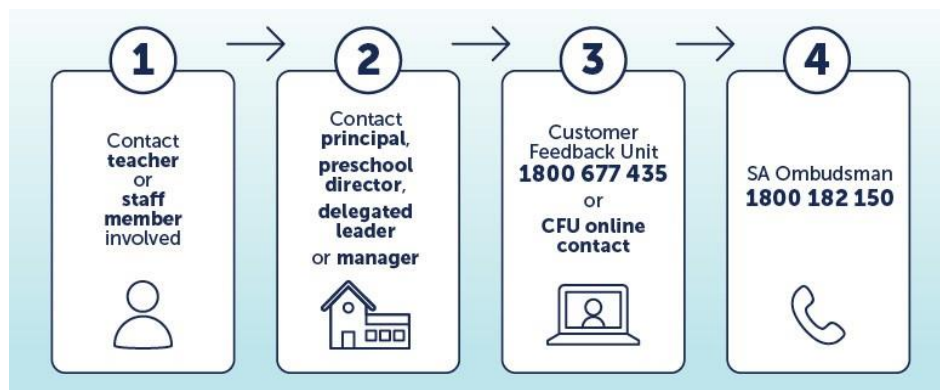 1
Contact
teacher
or
staff
member
involved
2
Contact
principal,
preschool
director,
delegated
leader
or manager
3
Customer
Feedback Unit
1800 677 435
or
CFU online
contact
4
SA Ombudsman
1800 182 150